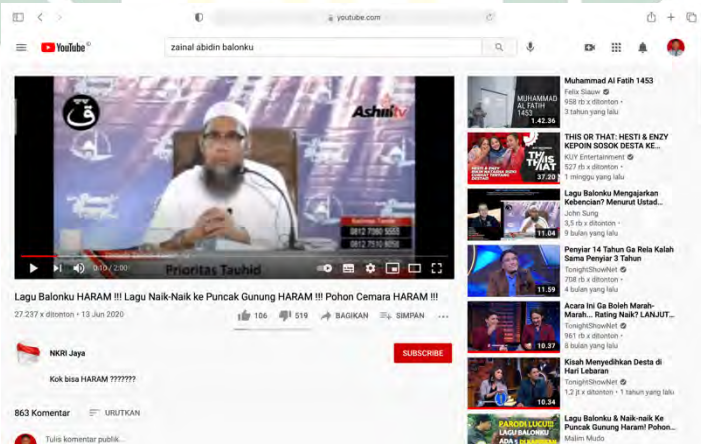 youtube.com
YouTube ID
zainal abidin balonku
Ashiil tv
0812 7510 8058
Prioritas Tauhid
0:10 / 2:00
Lagu Balonku HARAM !!! Lagu Naik-Naik ke Puncak Gunung HARAM !!! Pohon Cemara HARAM !!!
27.237 x ditonton • 13 Jun 2020
106
519
BAGIKAN
SIMPAN
NKRI Jaya
SUBSCRIBE
Kok bisa HARAM ???????
863 Komentar
URUTKAN
Tulis komentar publik...
MUHAMMAD
AL FATIH
1453
1.42.36
Muhammad Al Fatih 1453
Felix Siauw
958 rb x ditonton •
3 tahun yang lalu
THIS
THAT
37.20
THIS OR THAT: HESTI & ENZY
KEPOIN SOSOK DESTA KE...
KUY Entertainment
527 rb x ditonton •
1 minggu yang lalu
11.04
Lagu Balonku Mengajarkan
Kebencian? Menurut Ustad...
John Sung
3,5 rb x ditonton •
9 bulan yang lalu
11.59
Penyiar 14 Tahun Ga Rela Kalah
Sama Penyiar 3 Tahun
TonightShowNet
708 rb x ditonton •
4 bulan yang lalu
10.37
Acara Ini Ga Boleh Marah-
Marah... Rating Naik? LANJUT...
TonightShowNet
961 rb x ditonton •
8 bulan yang lalu
10.34
Kisah Menyedihkan Desta di
Hari Lebaran
TonightShowNet
1,2 jt x ditonton • 1 tahun yang lalu
PARODI LUCU!!!
LAGU BALONKU
ADA 5
Lagu Balonku & Naik-naik Ke
Puncak Gunung Haram! Pohon...
Malim Mudo